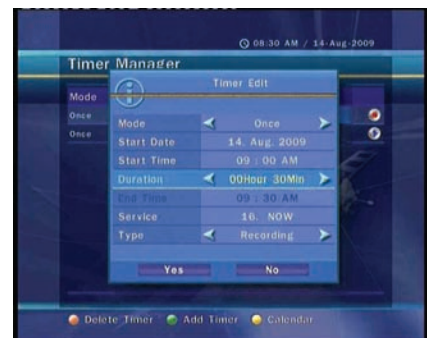 08:30 AM / 14-Aug-2009
Timer Manager
Timer Edit
Mode
Once
Once
Mode Once
Start Date 14. Aug. 2009
Start Time 09 : 00 AM
Duration 00Hour 30Min
End Time 09 : 30 AM
Service 16. NOW
Type Recording
Yes No
Delete Timer Add Timer Calendar